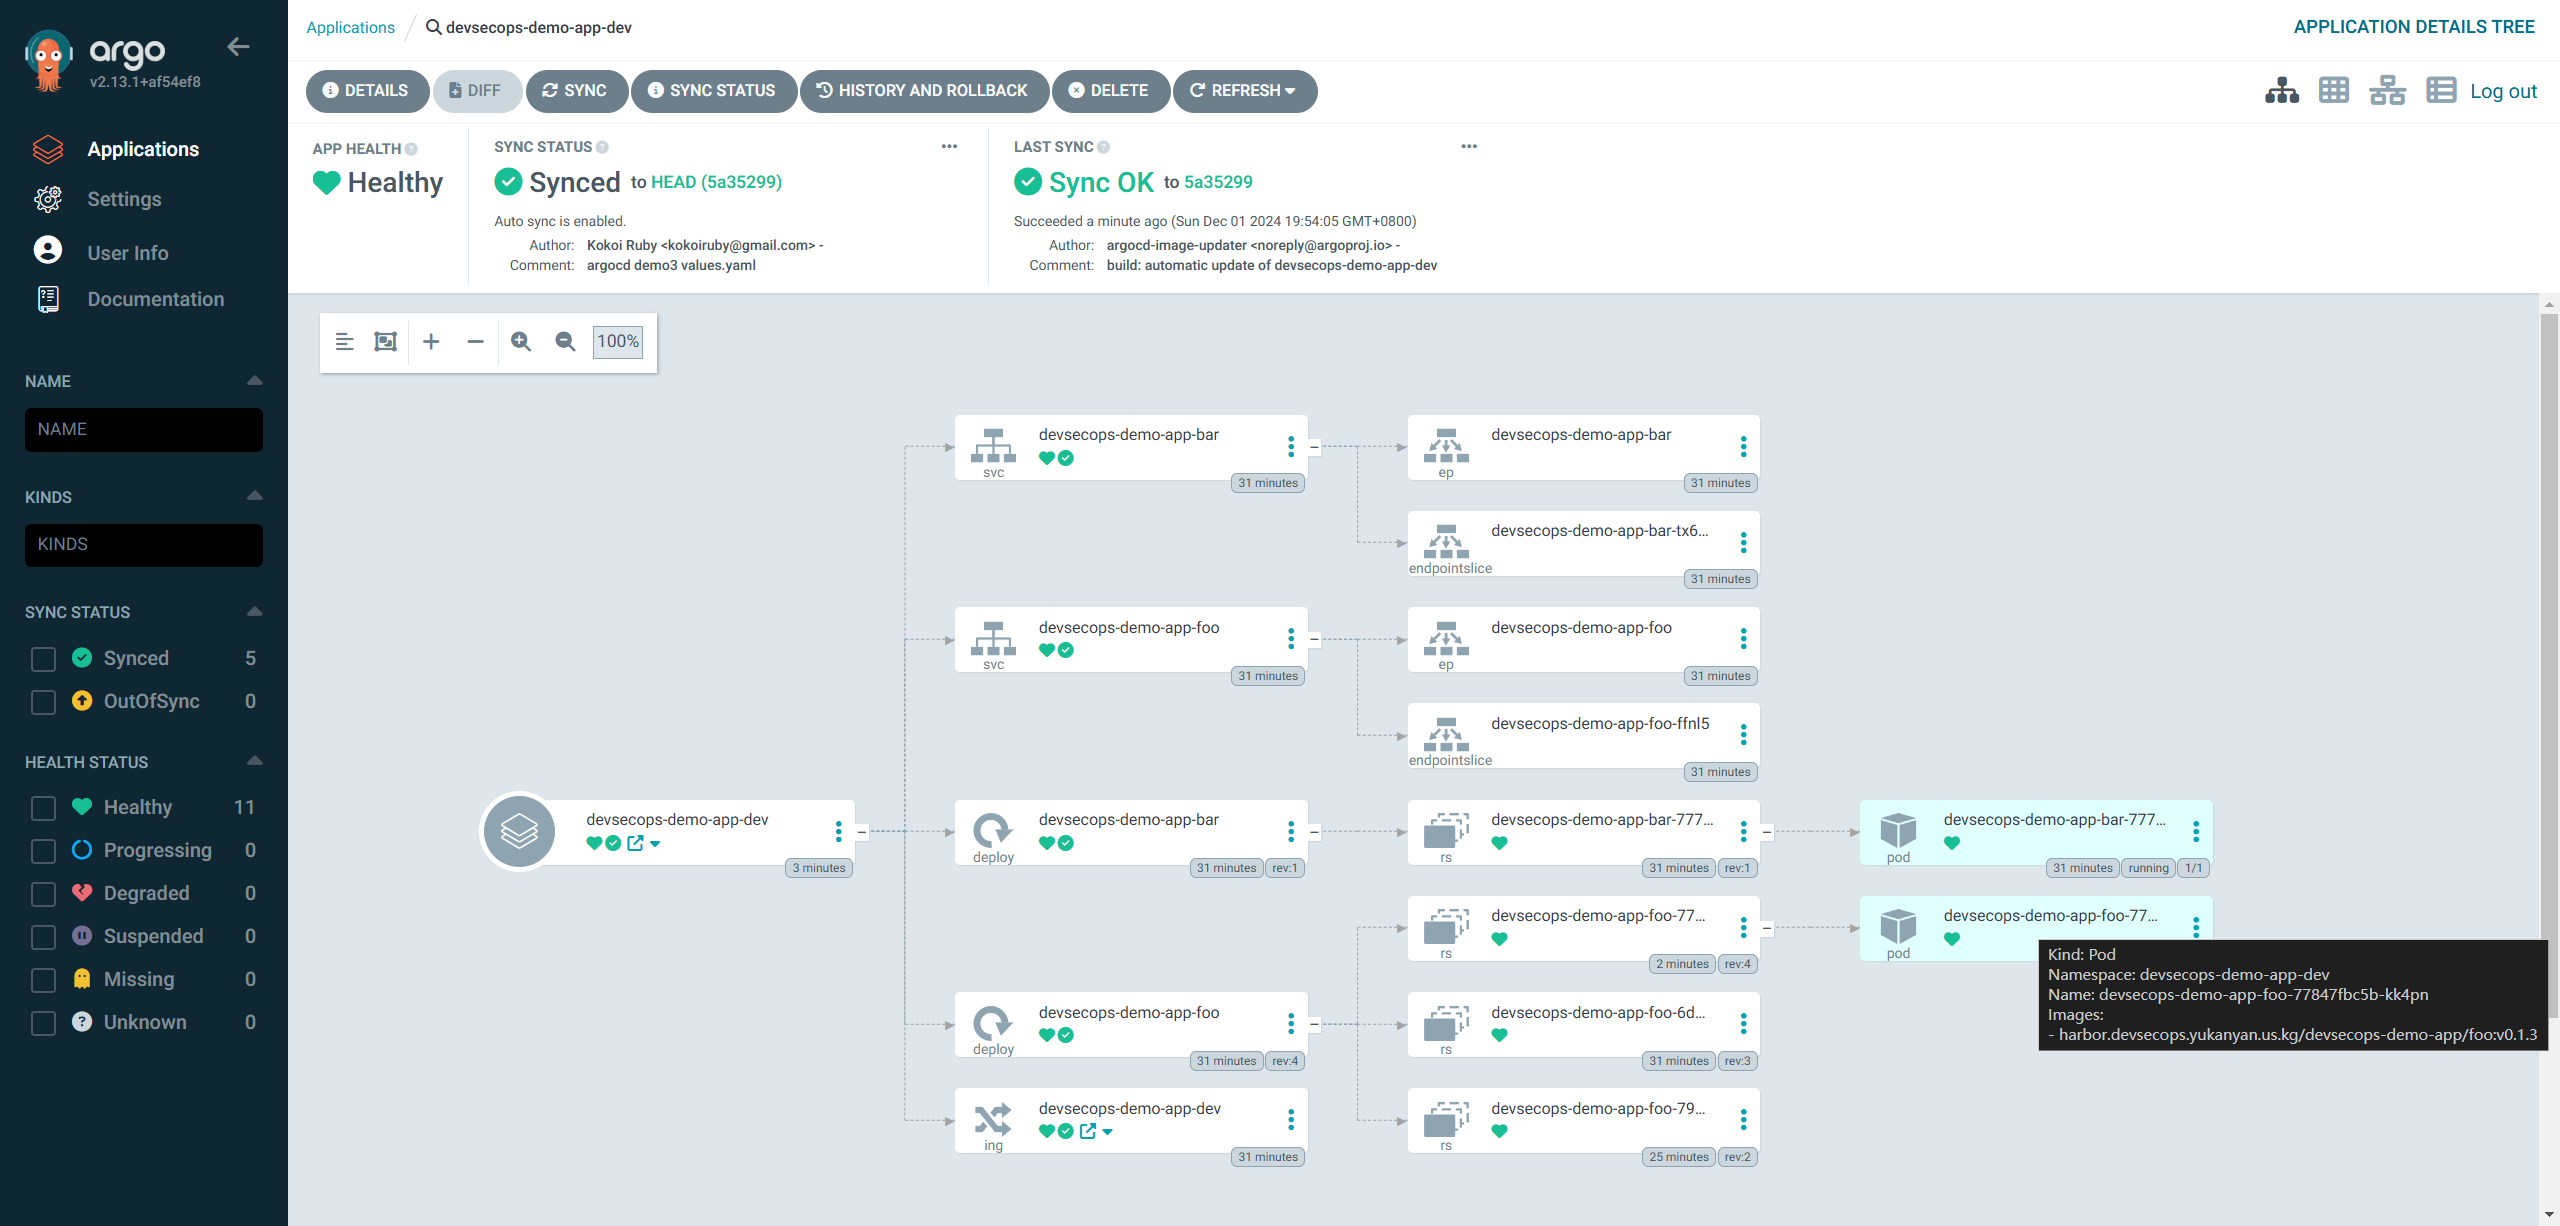 argo
v2.13.1+af54ef8
Applications
Settings
User Info
Documentation
NAME
NAME
KINDS
KINDS
SYNC STATUS
Synced 5
OutOfSync 0
HEALTH STATUS
Healthy 11
Progressing 0
Degraded 0
Suspended 0
Missing 0
Unknown 0
Applications / devsecops-demo-app-dev
APPLICATION DETAILS TREE
DETAILS DIFF SYNC SYNC STATUS HISTORY AND ROLLBACK DELETE REFRESH
Log out
APP HEALTH
Healthy
SYNC STATUS
Synced to HEAD (5a35299)
Auto sync is enabled.
Author: Kokoi Ruby <kokoiruby@gmail.com> -
Comment: argocd demo3 values.yaml
LAST SYNC
Sync OK to 5a35299
Succeeded a minute ago (Sun Dec 01 2024 19:54:05 GMT+0800)
Author: argocd-image-updater <noreply@argoproj.io> -
Comment: build: automatic update of devsecops-demo-app-dev
100%
devsecops-demo-app-dev
3 minutes
devsecops-demo-app-bar
svc
31 minutes
devsecops-demo-app-bar
ep
31 minutes
devsecops-demo-app-bar-tx6...
endpointslice
31 minutes
devsecops-demo-app-foo
svc
31 minutes
devsecops-demo-app-foo
ep
31 minutes
devsecops-demo-app-foo-ffnl5
endpointslice
31 minutes
devsecops-demo-app-bar
deploy
31 minutes rev:1
devsecops-demo-app-bar-777...
rs
31 minutes rev:1
devsecops-demo-app-bar-777...
pod
31 minutes running 1/1
devsecops-demo-app-foo-77...
rs
2 minutes rev:4
devsecops-demo-app-foo-77...
pod
devsecops-demo-app-foo
deploy
31 minutes rev:4
devsecops-demo-app-foo-6d...
rs
31 minutes rev:3
devsecops-demo-app-dev
ing
31 minutes
devsecops-demo-app-foo-79...
rs
25 minutes rev:2
Kind: Pod
Namespace: devsecops-demo-app-dev
Name: devsecops-demo-app-foo-77847fbc5b-kk4pn
Images:
- harbor.devsecops.yukanyan.us.kg/devsecops-demo-app/foo:v0.1.3